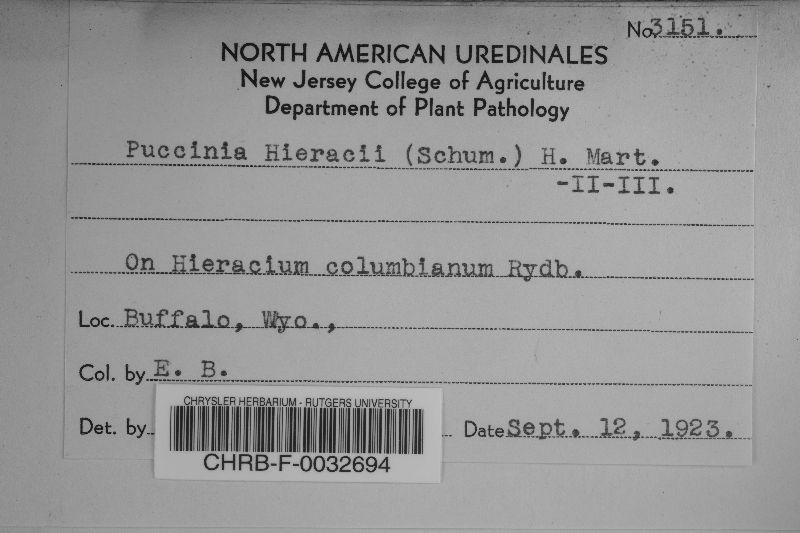 No. 3151.
NORTH AMERICAN UREDINALES
New Jersey College of Agriculture
Department of Plant Pathology
Puccinia Hieracii (Schum.) H. Mart.
-II-III.
On Hieracium columbianum Rydb.
Loc. Buffalo, Wyo.,
Col. by E. B.
Det. by Date Sept. 12, 1923.
CHRYSLER HERBARIUM - RUTGERS UNIVERSITY
CHRB-F-0032694